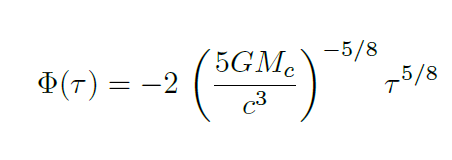 Φ(τ) = −2 (5GM_c / c^3)^{−5/8} τ^{5/8}